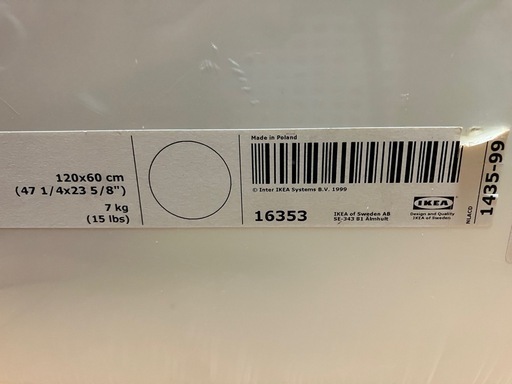 120x60 cm
(47 1/4x23 5/8")
7 kg
(15 lbs)
Made in Poland
© Inter IKEA Systems B.V. 1999
16353
IKEA of Sweden AB
SE-343 81 Älmhult
IKEA
Design and Quality
IKEA of Sweden
NLACD
1435-99